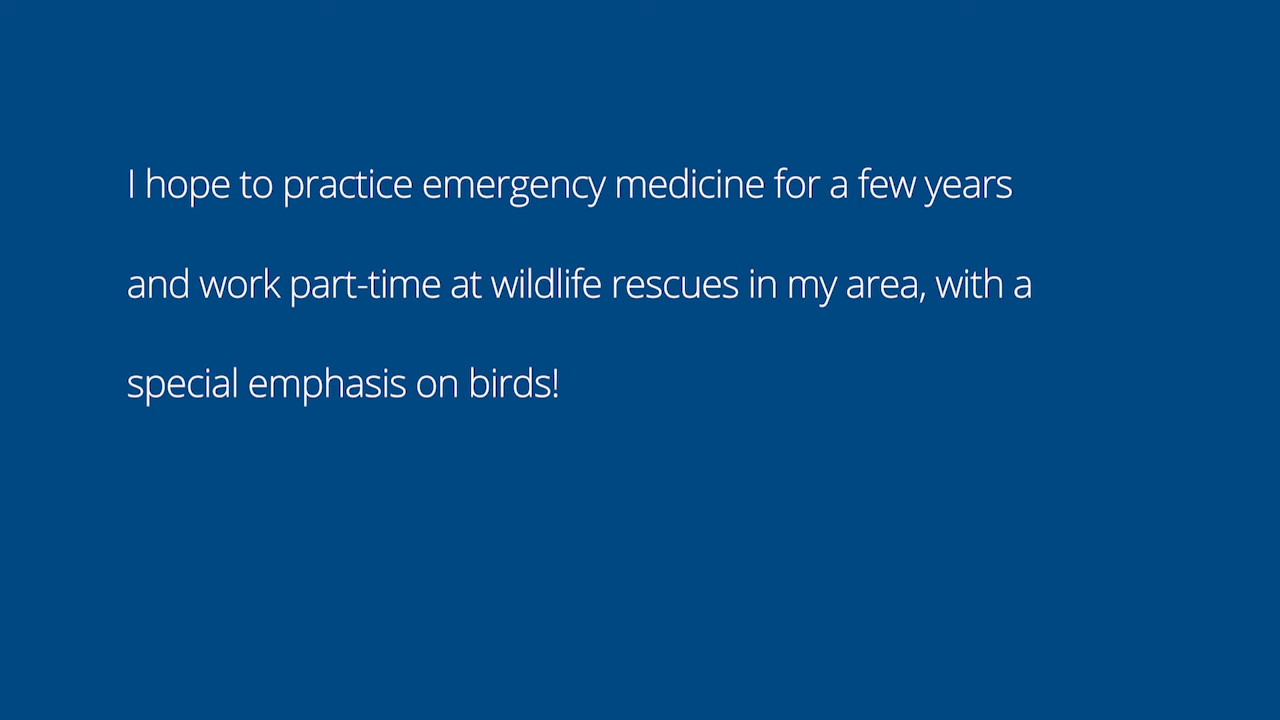 I hope to practice emergency medicine for a few years
and work part-time at wildlife rescues in my area, with a
special emphasis on birds!